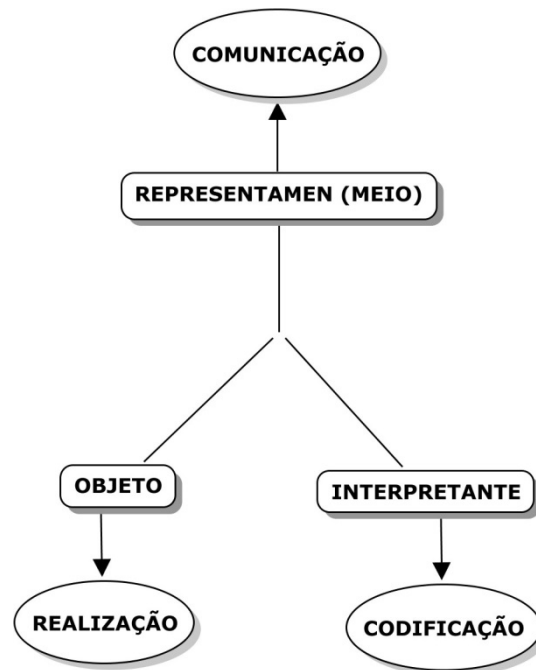 COMUNICAÇÃO
REPRESENTAMEN (MEIO)
OBJETO
INTERPRETANTE
REALIZAÇÃO
CODIFICAÇÃO